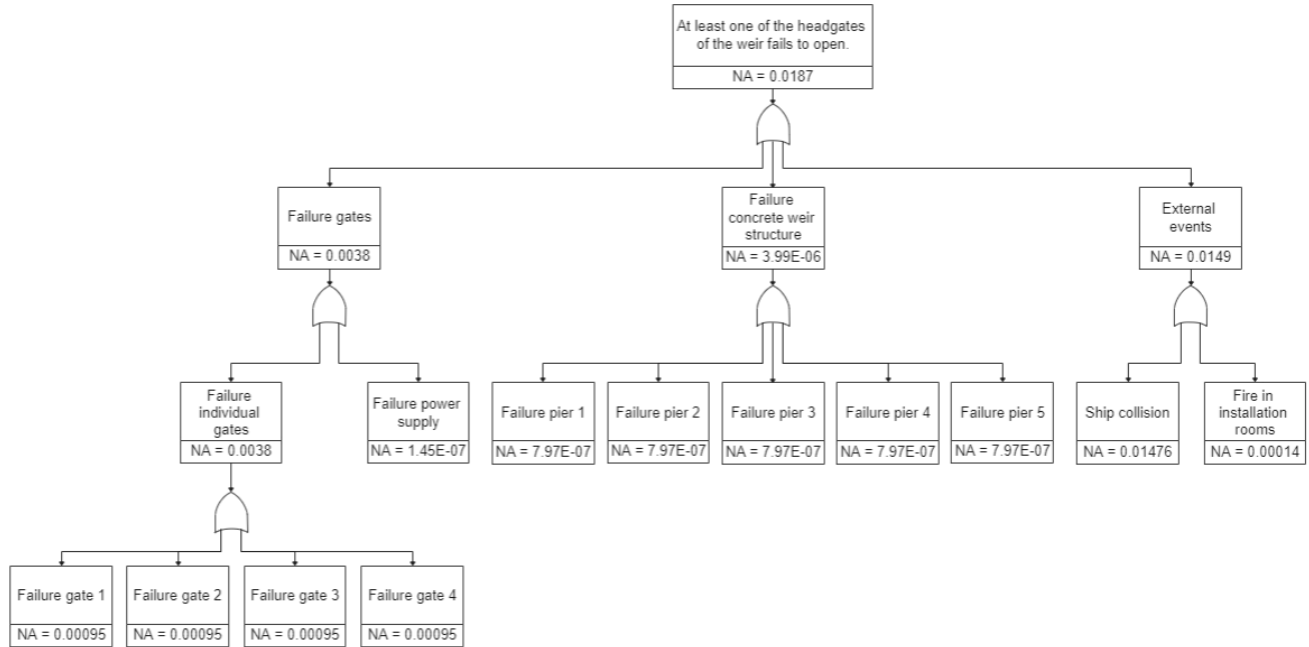 At least one of the headgates
of the weir fails to open.
NA = 0.0187
Failure gates
NA = 0.0038
Failure
concrete weir
structure
NA = 3.99E-06
External
events
NA = 0.0149
Failure
individual
gates
NA = 0.0038
Failure power
supply
NA = 1.45E-07
Failure pier 1
NA = 7.97E-07
Failure pier 2
NA = 7.97E-07
Failure pier 3
NA = 7.97E-07
Failure pier 4
NA = 7.97E-07
Failure pier 5
NA = 7.97E-07
Ship collision
NA = 0.01476
Fire in
installation
rooms
NA = 0.00014
Failure gate 1
NA = 0.00095
Failure gate 2
NA = 0.00095
Failure gate 3
NA = 0.00095
Failure gate 4
NA = 0.00095